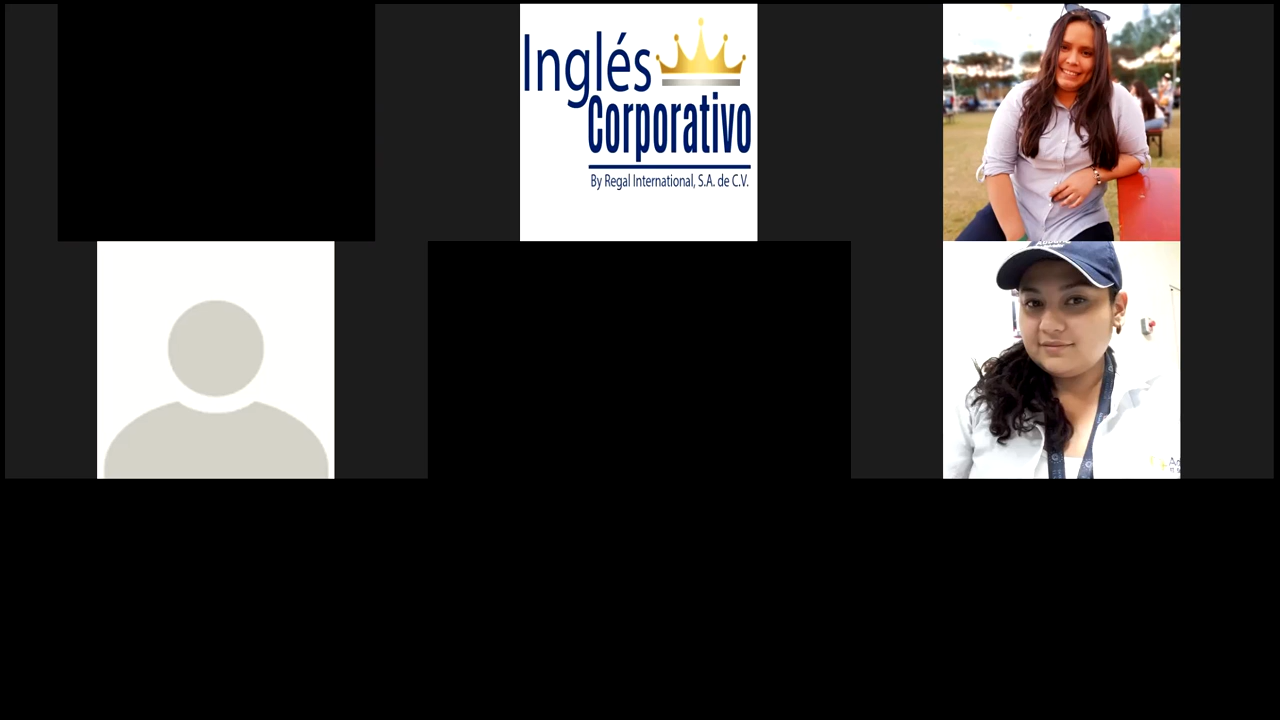 Inglés
Corporativo
By Regal International, S.A. de C.V.